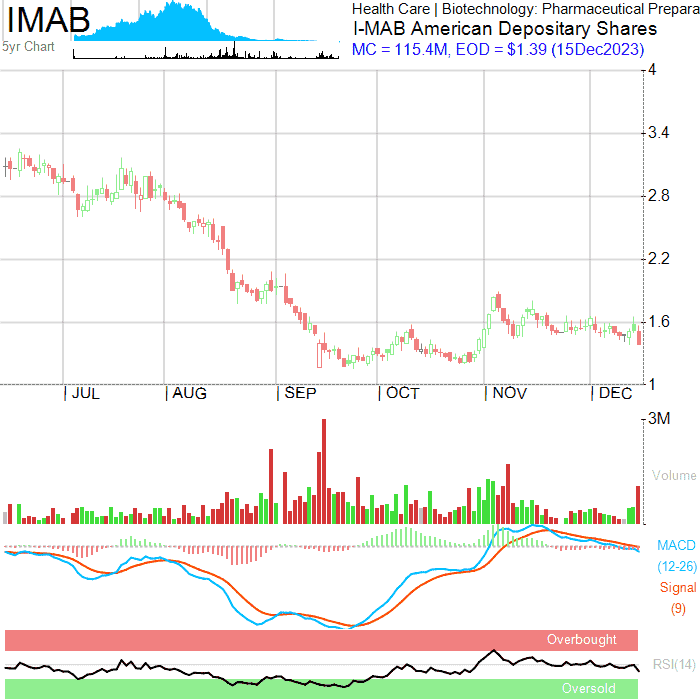 IMAB
5yr Chart
Health Care | Biotechnology: Pharmaceutical Prepara
I-MAB American Depositary Shares
MC = 115.4M, EOD = $1.39 (15Dec2023)
4
3.4
2.8
2.2
1.6
1
JUL
AUG
SEP
OCT
NOV
DEC
3M
Volume
MACD
(12-26)
Signal
(9)
Overbought
RSI(14)
Oversold